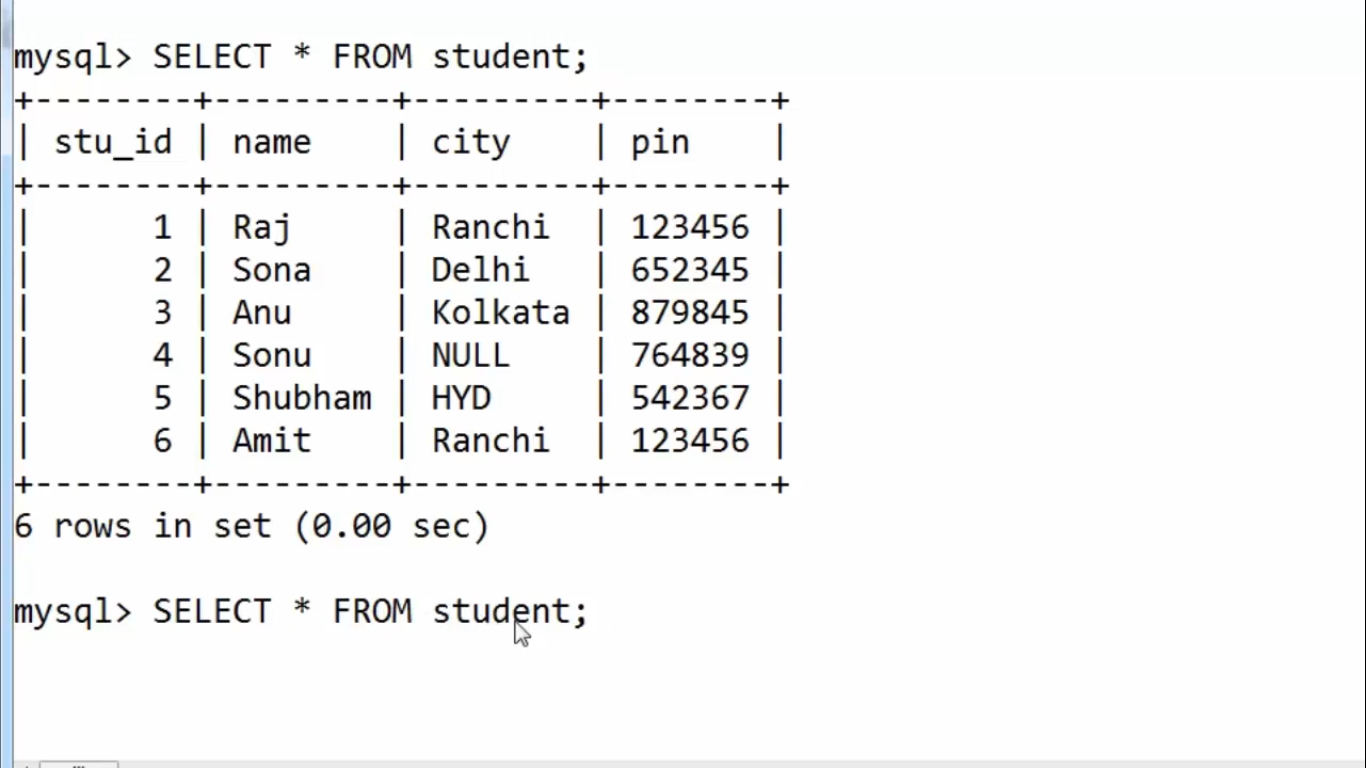 mysql> SELECT * FROM student;
+--------+---------+---------+--------+
| stu_id | name    | city    | pin    |
+--------+---------+---------+--------+
|      1 | Raj     | Ranchi  | 123456 |
|      2 | Sona    | Delhi   | 652345 |
|      3 | Anu     | Kolkata | 879845 |
|      4 | Sonu    | NULL    | 764839 |
|      5 | Shubham | HYD     | 542367 |
|      6 | Amit    | Ranchi  | 123456 |
+--------+---------+---------+--------+
6 rows in set (0.00 sec)
mysql> SELECT * FROM student;